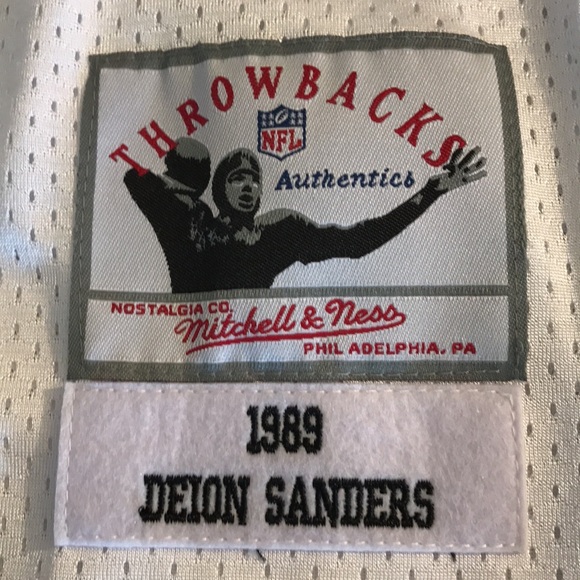 THROWBACKS
NFL
Authentics
NOSTALGIA CO.
Mitchell & Ness
PHILADELPHIA, PA
1989
DEION SANDERS